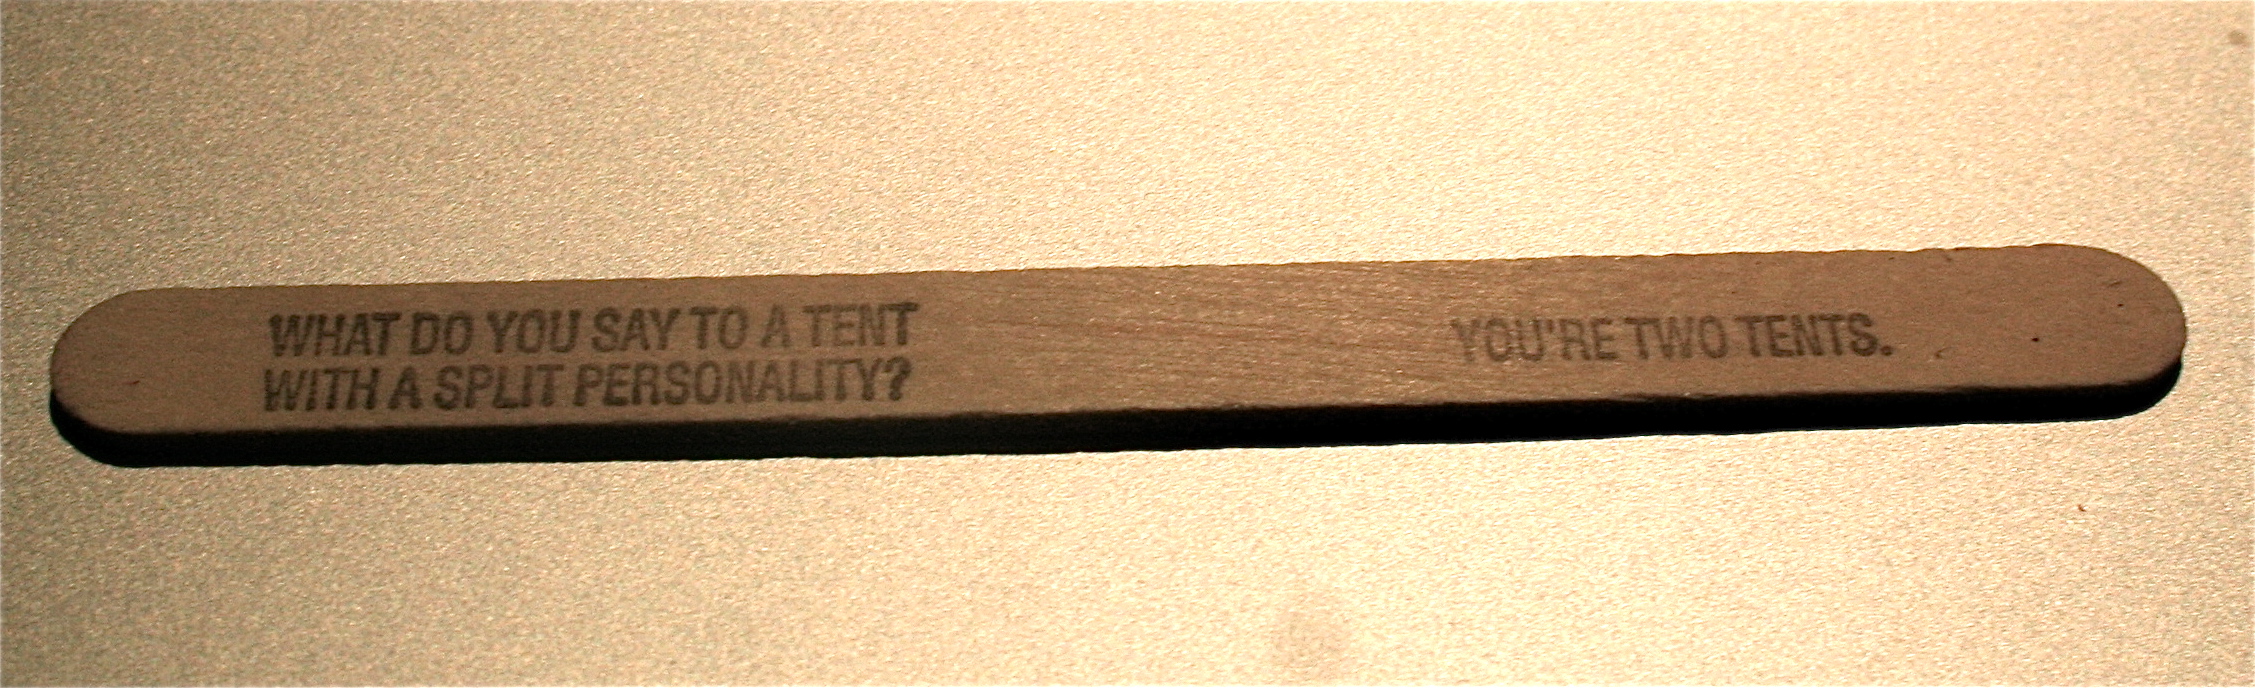 WHAT DO YOU SAY TO A TENT
WITH A SPLIT PERSONALITY?
YOU'RE TWO TENTS.